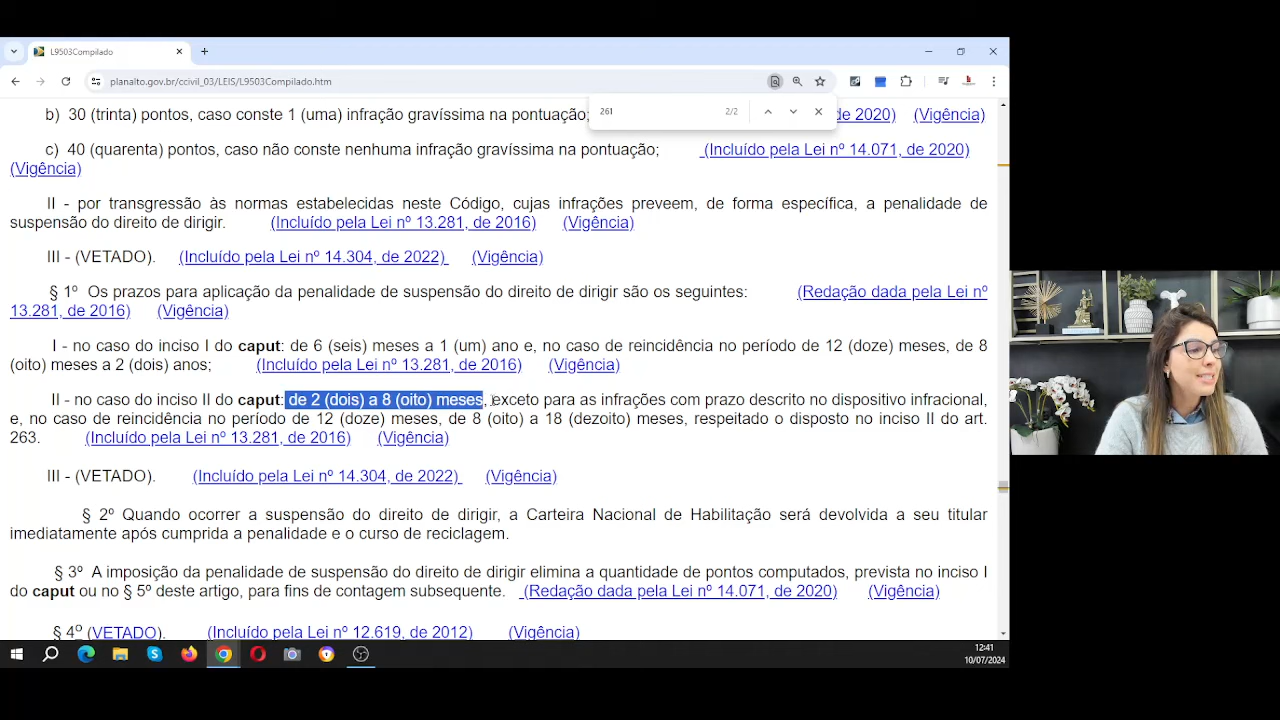 L9503Compilado
planalto.gov.br/ccivil_03/LEIS/L9503Compilado.htm
261 2/2
b) 30 (trinta) pontos, caso conste 1 (uma) infração gravíssima na pontuação; de 2020) (Vigência)
c) 40 (quarenta) pontos, caso não conste nenhuma infração gravíssima na pontuação; (Incluído pela Lei nº 14.071, de 2020)
(Vigência)
II - por transgressão às normas estabelecidas neste Código, cujas infrações preveem, de forma específica, a penalidade de
suspensão do direito de dirigir. (Incluído pela Lei nº 13.281, de 2016) (Vigência)
III - (VETADO). (Incluído pela Lei nº 14.304, de 2022) (Vigência)
§ 1º Os prazos para aplicação da penalidade de suspensão do direito de dirigir são os seguintes: (Redação dada pela Lei nº
13.281, de 2016) (Vigência)
I - no caso do inciso I do caput: de 6 (seis) meses a 1 (um) ano e, no caso de reincidência no período de 12 (doze) meses, de 8
(oito) meses a 2 (dois) anos; (Incluído pela Lei nº 13.281, de 2016) (Vigência)
II - no caso do inciso II do caput: de 2 (dois) a 8 (oito) meses, exceto para as infrações com prazo descrito no dispositivo infracional,
e, no caso de reincidência no período de 12 (doze) meses, de 8 (oito) a 18 (dezoito) meses, respeitado o disposto no inciso II do art.
263. (Incluído pela Lei nº 13.281, de 2016) (Vigência)
III - (VETADO). (Incluído pela Lei nº 14.304, de 2022) (Vigência)
§ 2º Quando ocorrer a suspensão do direito de dirigir, a Carteira Nacional de Habilitação será devolvida a seu titular
imediatamente após cumprida a penalidade e o curso de reciclagem.
§ 3º A imposição da penalidade de suspensão do direito de dirigir elimina a quantidade de pontos computados, prevista no inciso I
do caput ou no § 5º deste artigo, para fins de contagem subsequente. (Redação dada pela Lei nº 14.071, de 2020) (Vigência)
§ 4º (VETADO). (Incluído pela Lei nº 12.619, de 2012) (Vigência)
12:41
10/07/2024